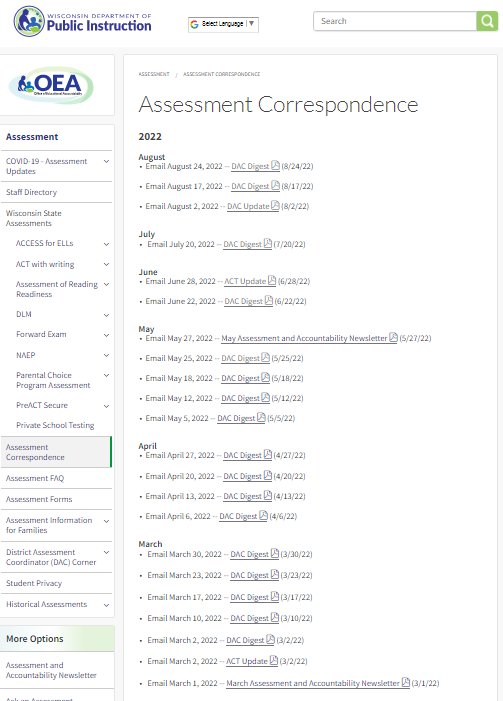 WISCONSIN DEPARTMENT OF
Public Instruction
G Select Language ▼
Search
OEA
Office of Educational Accountability
Assessment
COVID-19 - Assessment
Updates
Staff Directory
Wisconsin State
Assessments
ACCESS for ELLs
ACT with writing
Assessment of Reading
Readiness
DLM
Forward Exam
NAEP
Parental Choice
Program Assessment
PreACT Secure
Private School Testing
Assessment
Correspondence
Assessment FAQ
Assessment Forms
Assessment Information
for Families
District Assessment
Coordinator (DAC) Corner
Student Privacy
Historical Assessments
More Options
Assessment and
Accountability Newsletter
Ask an Assessment
ASSESSMENT / ASSESSMENT CORRESPONDENCE
Assessment Correspondence
2022
August
• Email August 24, 2022 -- DAC Digest (8/24/22)
• Email August 17, 2022 -- DAC Digest (8/17/22)
• Email August 2, 2022 -- DAC Update (8/2/22)
July
• Email July 20, 2022 -- DAC Digest (7/20/22)
June
• Email June 28, 2022 -- ACT Update (6/28/22)
• Email June 22, 2022 -- DAC Digest (6/22/22)
May
• Email May 27, 2022 -- May Assessment and Accountability Newsletter (5/27/22)
• Email May 25, 2022 -- DAC Digest (5/25/22)
• Email May 18, 2022 -- DAC Digest (5/18/22)
• Email May 12, 2022 -- DAC Digest (5/12/22)
• Email May 5, 2022 -- DAC Digest (5/5/22)
April
• Email April 27, 2022 -- DAC Digest (4/27/22)
• Email April 20, 2022 -- DAC Digest (4/20/22)
• Email April 13, 2022 -- DAC Digest (4/13/22)
• Email April 6, 2022 -- DAC Digest (4/6/22)
March
• Email March 30, 2022 -- DAC Digest (3/30/22)
• Email March 23, 2022 -- DAC Digest (3/23/22)
• Email March 17, 2022 -- DAC Digest (3/17/22)
• Email March 10, 2022 -- DAC Digest (3/10/22)
• Email March 2, 2022 -- DAC Digest (3/2/22)
• Email March 2, 2022 -- ACT Update (3/2/22)
• Email March 1, 2022 -- March Assessment and Accountability Newsletter (3/1/22)